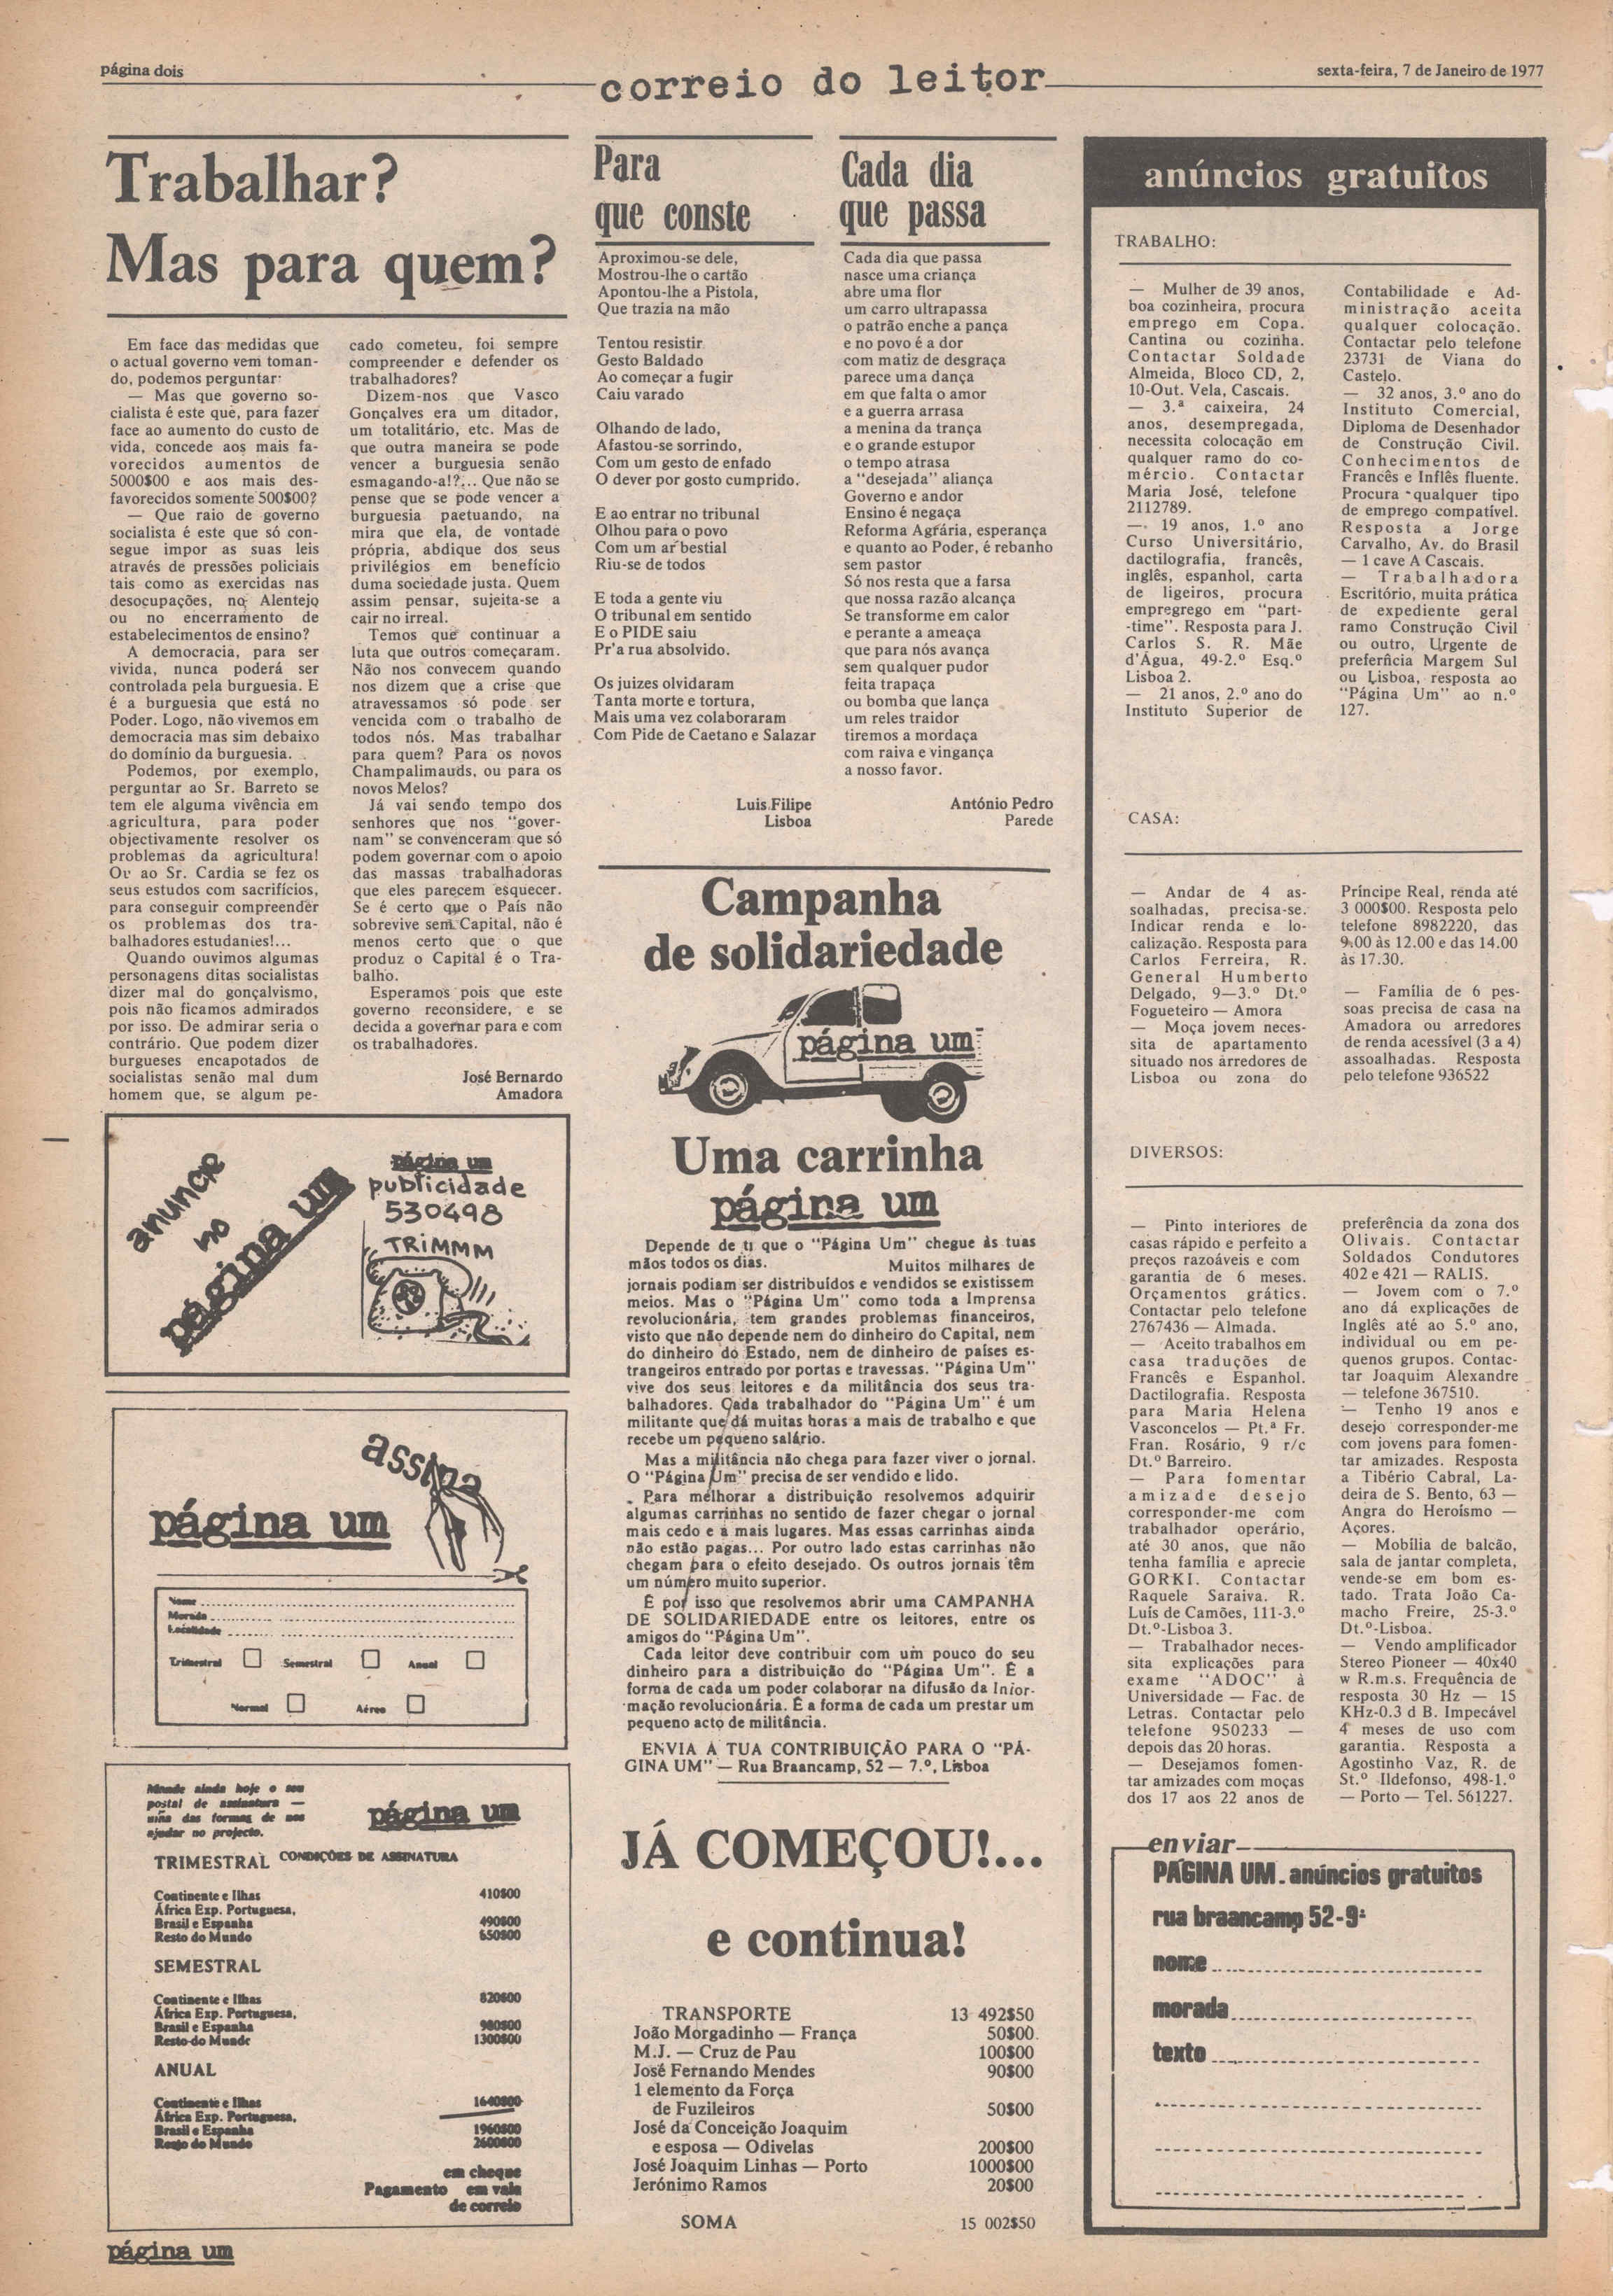 página dois
correio do leitor
sexta-feira, 7 de Janeiro de 1977
Trabalhar?
Mas para quem?
Em face das medidas que
o actual governo vem toman-
do, podemos perguntar:
— Mas que governo so-
cialista é este que, para fazer
face ao aumento do custo de
vida, concede aos mais fa-
vorecidos aumentos de
5000$00 e aos mais des-
favorecidos somente 500$00?
— Que raio de governo
socialista é este que só con-
segue impor as suas leis
através de pressões policiais
tais como as exercidas nas
desocupações, no Alentejo
ou no encerramento de
estabelecimentos de ensino?
A democracia, para ser
vivida, nunca poderá ser
controlada pela burguesia. E
é a burguesia que está no
Poder. Logo, não vivemos em
democracia mas sim debaixo
do domínio da burguesia.
Podemos, por exemplo,
perguntar ao Sr. Barreto se
tem ele alguma vivência em
agricultura, para poder
objectivamente resolver os
problemas da agricultura!
Ou ao Sr. Cardia se fez os
seus estudos com sacrifícios,
para conseguir compreender
os problemas dos tra-
balhadores estudantes!...
Quando ouvimos algumas
personagens ditas socialistas
dizer mal do gonçalvismo,
pois não ficamos admirados
por isso. De admirar seria o
contrário. Que podem dizer
burgueses encapotados de
socialistas senão mal dum
homem que, se algum pe-
cado cometeu, foi sempre
compreender e defender os
trabalhadores?
Dizem-nos que Vasco
Gonçalves era um ditador,
um totalitário, etc. Mas de
que outra maneira se pode
vencer a burguesia senão
esmagando-a!?... Que não se
pense que se pode vencer a
burguesia paetuando, na
mira que ela, de vontade
própria, abdique dos seus
privilégios em benefício
duma sociedade justa. Quem
assim pensar, sujeita-se a
cair no irreal.
Temos que continuar a
luta que outros começaram.
Não nos convecem quando
nos dizem que a crise que
atravessamos só pode ser
vencida com o trabalho de
todos nós. Mas trabalhar
para quem? Para os novos
Champalimauds, ou para os
novos Melos?
Já vai sendo tempo dos
senhores que nos "gover-
nam" se convenceram que só
podem governar com o apoio
das massas trabalhadoras
que eles parecem esquecer.
Se é certo que o País não
sobrevive sem Capital, não é
menos certo que o que
produz o Capital é o Tra-
balho.
Esperamos pois que este
governo reconsidere, e se
decida a governar para e com
os trabalhadores.
José Bernardo
Amadora
anuncie
no
página um
página um
publicidade
530498
TRIMMM
assina
página um
Nome
Morada
Localidade
Trimestral
Semestral
Anual
Normal
Aéreo
Mande ainda hoje o seu
postal de assinatura —
uma das formas de nos
ajudar no projecto.
página um
TRIMESTRAL CONDIÇÕES DE ASSINATURA
Continente e Ilhas 410$00
África Exp. Portuguesa,
Brasil e Espanha 490$00
Resto do Mundo 650$00
SEMESTRAL
Continente e Ilhas 820$00
África Exp. Portuguesa,
Brasil e Espanha 980$00
Resto do Mundo 1300$00
ANUAL
Continente e Ilhas 1640$00
África Exp. Portuguesa,
Brasil e Espanha 1960$00
Resto do Mundo 2600$00
em cheque
Pagamento em vale
de correio
página um
Para
que conste
Aproximou-se dele,
Mostrou-lhe o cartão
Apontou-lhe a Pistola,
Que trazia na mão
Tentou resistir
Gesto Baldado
Ao começar a fugir
Caiu varado
Olhando de lado,
Afastou-se sorrindo,
Com um gesto de enfado
O dever por gosto cumprido.
E ao entrar no tribunal
Olhou para o povo
Com um ar bestial
Riu-se de todos
E toda a gente viu
O tribunal em sentido
E o PIDE saiu
Pr'a rua absolvido.
Os juizes olvidaram
Tanta morte e tortura,
Mais uma vez colaboraram
Com Pide de Caetano e Salazar
Luis Filipe
Lisboa
Cada dia
que passa
Cada dia que passa
nasce uma criança
abre uma flor
um carro ultrapassa
o patrão enche a pança
e no povo é a dor
com matiz de desgraça
parece uma dança
em que falta o amor
e a guerra arrasa
a menina da trança
e o grande estupor
o tempo atrasa
a "desejada" aliança
Governo e andor
Ensino é negaça
Reforma Agrária, esperança
e quanto ao Poder, é rebanho
sem pastor
Só nos resta que a farsa
que nossa razão alcança
Se transforme em calor
e perante a ameaça
que para nós avança
sem qualquer pudor
feita trapaça
ou bomba que lança
um reles traidor
tiremos a mordaça
com raiva e vingança
a nosso favor.
António Pedro
Parede
Campanha
de solidariedade
página um
Uma carrinha
página um
Depende de ti que o "Página Um" chegue às tuas
mãos todos os dias. Muitos milhares de
jornais podiam ser distribuídos e vendidos se existissem
meios. Mas o "Página Um" como toda a Imprensa
revolucionária, tem grandes problemas financeiros,
visto que não depende nem do dinheiro do Capital, nem
do dinheiro do Estado, nem de dinheiro de países es-
trangeiros entrado por portas e travessas. "Página Um"
vive dos seus leitores e da militância dos seus tra-
balhadores. Cada trabalhador do "Página Um" é um
militante que dá muitas horas a mais de trabalho e que
recebe um pequeno salário.
Mas a militância não chega para fazer viver o jornal.
O "Página Um" precisa de ser vendido e lido.
Para melhorar a distribuição resolvemos adquirir
algumas carrinhas no sentido de fazer chegar o jornal
mais cedo e a mais lugares. Mas essas carrinhas ainda
não estão pagas... Por outro lado estas carrinhas não
chegam para o efeito desejado. Os outros jornais têm
um número muito superior.
É por isso que resolvemos abrir uma CAMPANHA
DE SOLIDARIEDADE entre os leitores, entre os
amigos do "Página Um".
Cada leitor deve contribuir com um pouco do seu
dinheiro para a distribuição do "Página Um". É a
forma de cada um poder colaborar na difusão da Infor-
mação revolucionária. É a forma de cada um prestar um
pequeno acto de militância.
ENVIA A TUA CONTRIBUIÇÃO PARA O "PÁ-
GINA UM" — Rua Braancamp, 52 — 7.º, Lisboa
JÁ COMEÇOU!...
e continua!
TRANSPORTE 13 492$50
João Morgadinho — França 50$00.
M.J. — Cruz de Pau 100$00
José Fernando Mendes 90$00
1 elemento da Força
de Fuzileiros 50$00
José da Conceição Joaquim
e esposa — Odivelas 200$00
José Joaquim Linhas — Porto 1000$00
Jerónimo Ramos 20$00
SOMA 15 002$50
anúncios gratuitos
TRABALHO:
— Mulher de 39 anos,
boa cozinheira, procura
emprego em Copa.
Cantina ou cozinha.
Contactar Soldade
Almeida, Bloco CD, 2,
10-Out. Vela, Cascais.
— 3.ª caixeira, 24
anos, desempregada,
necessita colocação em
qualquer ramo do co-
mércio. Contactar
Maria José, telefone
2112789.
— 19 anos, 1.º ano
Curso Universitário,
dactilografia, francês,
inglês, espanhol, carta
de ligeiros, procura
empregrego em "part-
-time". Resposta para J.
Carlos S. R. Mãe
d'Água, 49-2.º Esq.º
Lisboa 2.
— 21 anos, 2.º ano do
Instituto Superior de
Contabilidade e Ad-
ministração aceita
qualquer colocação.
Contactar pelo telefone
23731 de Viana do
Castelo.
— 32 anos, 3.º ano do
Instituto Comercial,
Diploma de Desenhador
de Construção Civil.
Conhecimentos de
Francês e Inflês fluente.
Procura qualquer tipo
de emprego compatível.
Resposta a Jorge
Carvalho, Av. do Brasil
— 1 cave A Cascais.
— Trabalhadora
Escritório, muita prática
de expediente geral
ramo Construção Civil
ou outro, Urgente de
preferñcia Margem Sul
ou Lisboa, resposta ao
"Página Um" ao n.º
127.
CASA:
— Andar de 4 as-
soalhadas, precisa-se.
Indicar renda e lo-
calização. Resposta para
Carlos Ferreira, R.
General Humberto
Delgado, 9—3.º Dt.º
Fogueteiro — Amora
— Moça jovem neces-
sita de apartamento
situado nos arredores de
Lisboa ou zona do
Príncipe Real, renda até
3 000$00. Resposta pelo
telefone 8982220, das
9.00 às 12.00 e das 14.00
às 17.30.
— Família de 6 pes-
soas precisa de casa na
Amadora ou arredores
de renda acessível (3 a 4)
assoalhadas. Resposta
pelo telefone 936522
DIVERSOS:
— Pinto interiores de
casas rápido e perfeito a
preços razoáveis e com
garantia de 6 meses.
Orçamentos grátics.
Contactar pelo telefone
2767436 — Almada.
— Aceito trabalhos em
casa traduções de
Francês e Espanhol.
Dactilografia. Resposta
para Maria Helena
Vasconcelos — Pt.ª Fr.
Fran. Rosário, 9 r/c
Dt.º Barreiro.
— Para fomentar
amizade desejo
corresponder-me com
trabalhador operário,
até 30 anos, que não
tenha família e aprecie
GORKI. Contactar
Raquele Saraiva. R.
Luís de Camões, 111-3.º
Dt.º-Lisboa 3.
— Trabalhador neces-
sita explicações para
exame "ADOC" à
Universidade — Fac. de
Letras. Contactar pelo
telefone 950233 —
depois das 20 horas.
— Desejamos fomen-
tar amizades com moças
dos 17 aos 22 anos de
preferência da zona dos
Olivais. Contactar
Soldados Condutores
402 e 421 — RALIS.
— Jovem com o 7.º
ano dá explicações de
Inglês até ao 5.º ano,
individual ou em pe-
quenos grupos. Contac-
tar Joaquim Alexandre
— telefone 367510.
— Tenho 19 anos e
desejo corresponder-me
com jovens para fomen-
tar amizades. Resposta
a Tibério Cabral, La-
deira de S. Bento, 63 —
Angra do Heroísmo —
Açores.
— Mobília de balcão,
sala de jantar completa,
vende-se em bom es-
tado. Trata João Ca-
macho Freire, 25-3.º
Dt.º-Lisboa.
— Vendo amplificador
Stereo Pioneer — 40x40
w R.m.s. Frequência de
resposta 30 Hz — 15
KHz-0.3 d B. Impecável
4 meses de uso com
garantia. Resposta a
Agostinho Vaz, R. de
St.º Ildefonso, 498-1.º
— Porto — Tel. 561227.
enviar
PÁGINA UM. anúncios gratuitos
rua braancamp 52-9º
nome
morada
texto